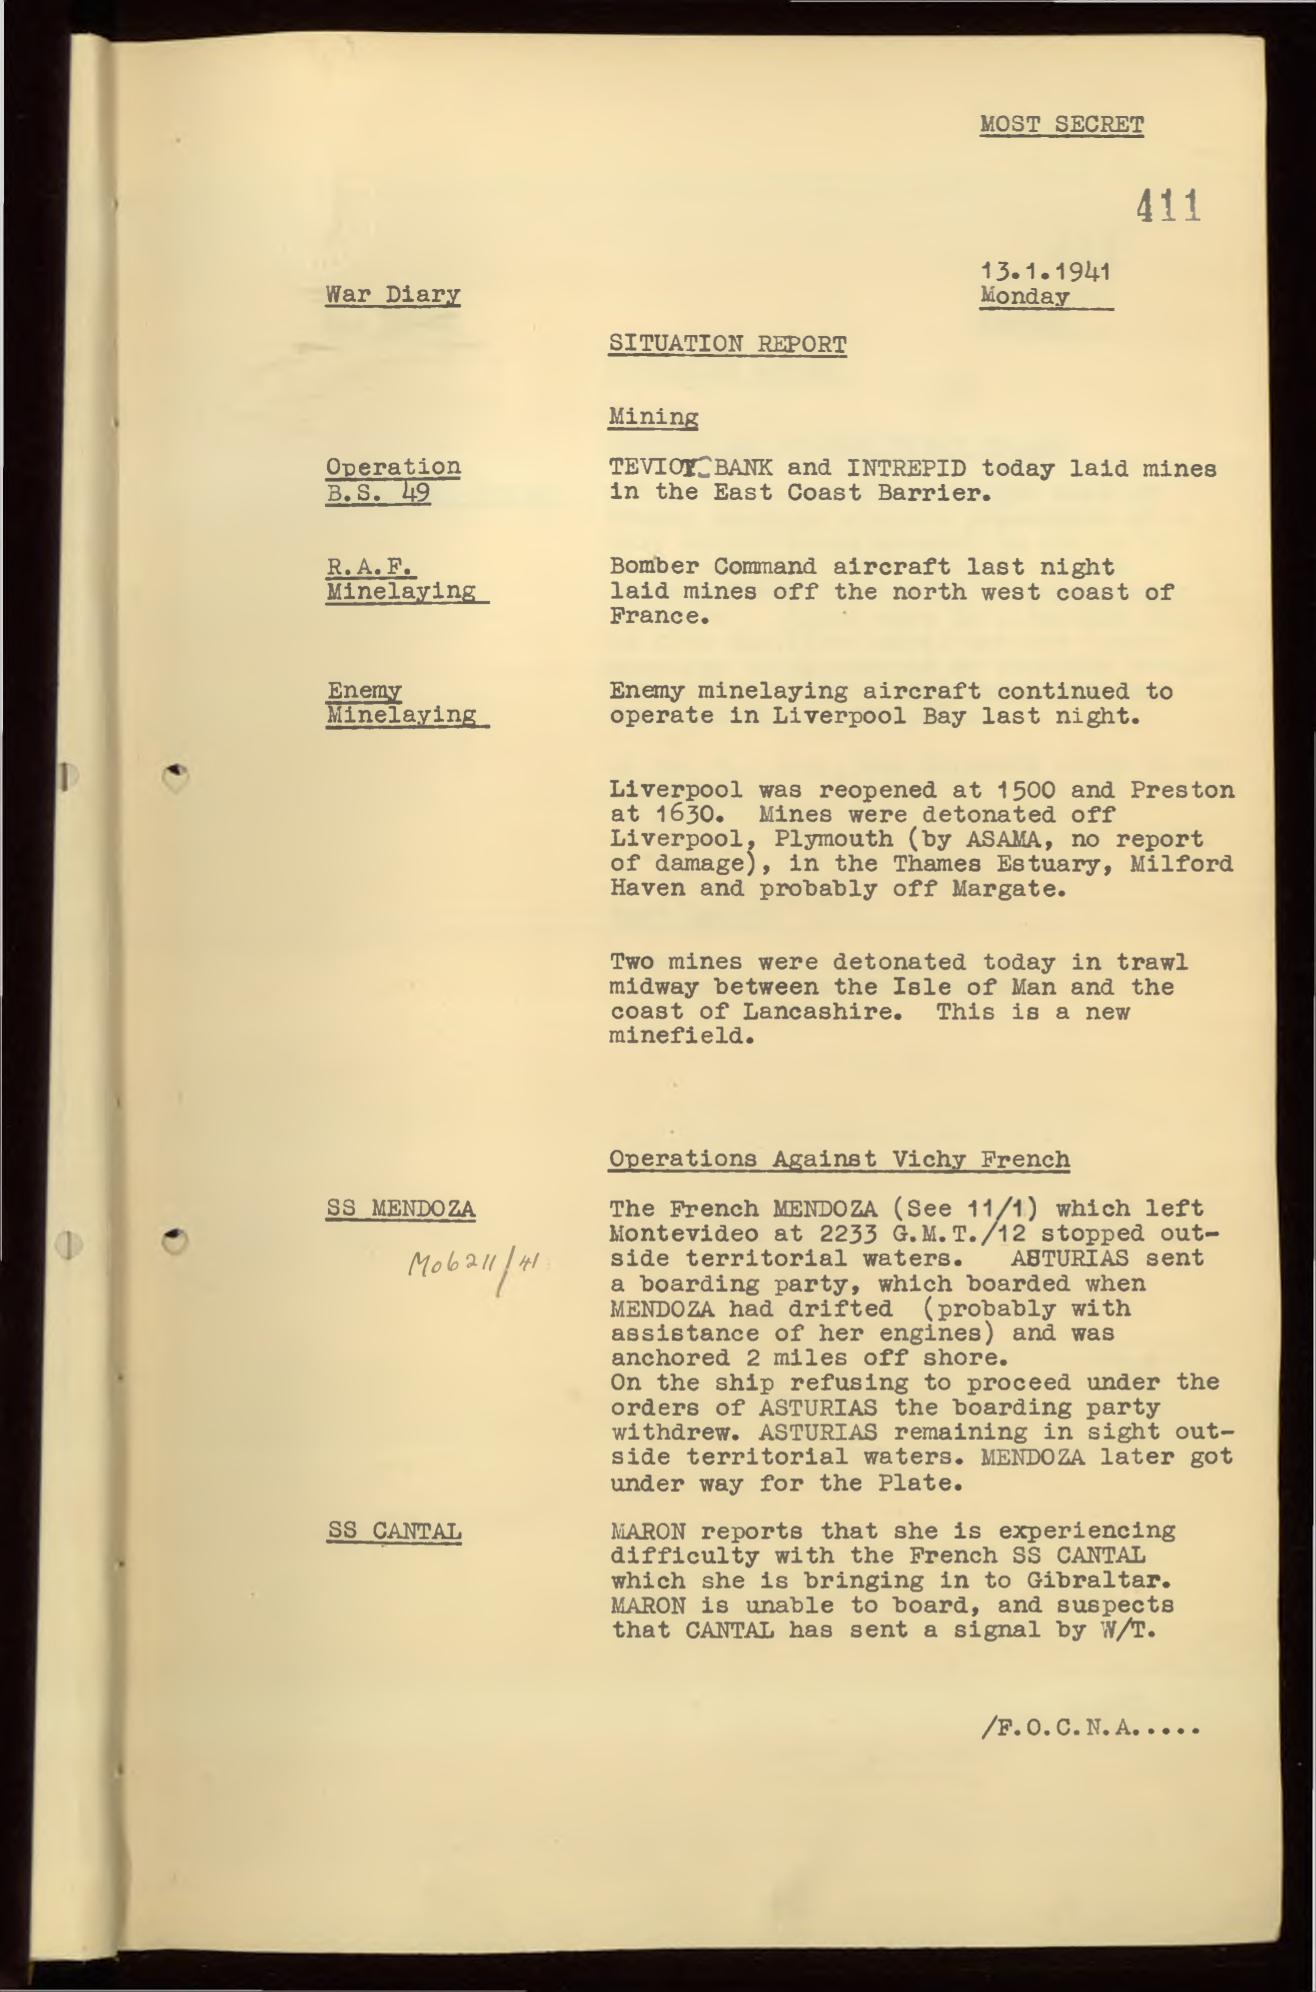 MOST SECRET
411
13.1.1941
War Diary
Monday
SITUATION REPORT
Mining
Operation
B.S. 49
TEVIOT BANK and INTREPID today laid mines
in the East Coast Barrier.
R.A.F.
Minelaying
Bomber Command aircraft last night
laid mines off the north west coast of
France.
Enemy
Minelaying
Enemy minelaying aircraft continued to
operate in Liverpool Bay last night.
Liverpool was reopened at 1500 and Preston
at 1630. Mines were detonated off
Liverpool, Plymouth (by ASAMA, no report
of damage), in the Thames Estuary, Milford
Haven and probably off Margate.
Two mines were detonated today in trawl
midway between the Isle of Man and the
coast of Lancashire. This is a new
minefield.
Operations Against Vichy French
SS MENDOZA
M06211/41
The French MENDOZA (See 11/1) which left
Montevideo at 2233 G.M.T./12 stopped out-
side territorial waters. ASTURIAS sent
a boarding party, which boarded when
MENDOZA had drifted (probably with
assistance of her engines) and was
anchored 2 miles off shore.
On the ship refusing to proceed under the
orders of ASTURIAS the boarding party
withdrew. ASTURIAS remaining in sight out-
side territorial waters. MENDOZA later got
under way for the Plate.
SS CANTAL
MARON reports that she is experiencing
difficulty with the French SS CANTAL
which she is bringing in to Gibraltar.
MARON is unable to board, and suspects
that CANTAL has sent a signal by W/T.
/F.O.C.N.A.....